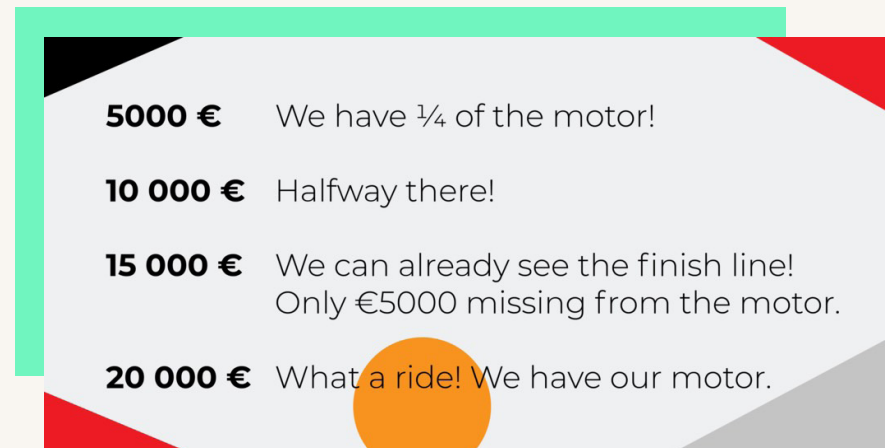 5000 € We have ¼ of the motor!
10 000 € Halfway there!
15 000 € We can already see the finish line!
Only €5000 missing from the motor.
20 000 € What a ride! We have our motor.